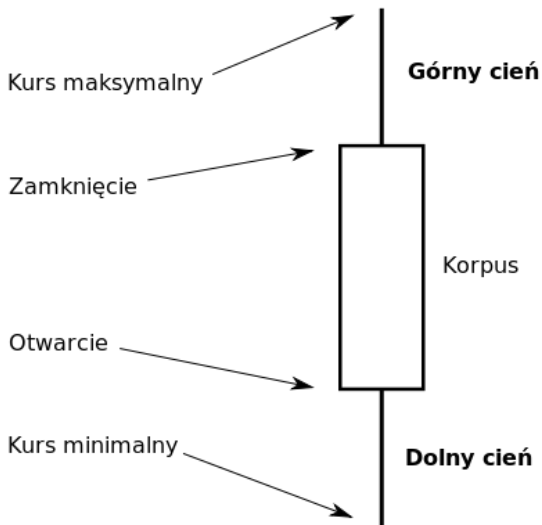 Kurs maksymalny
Górny cień
Zamknięcie
Korpus
Otwarcie
Kurs minimalny
Dolny cień